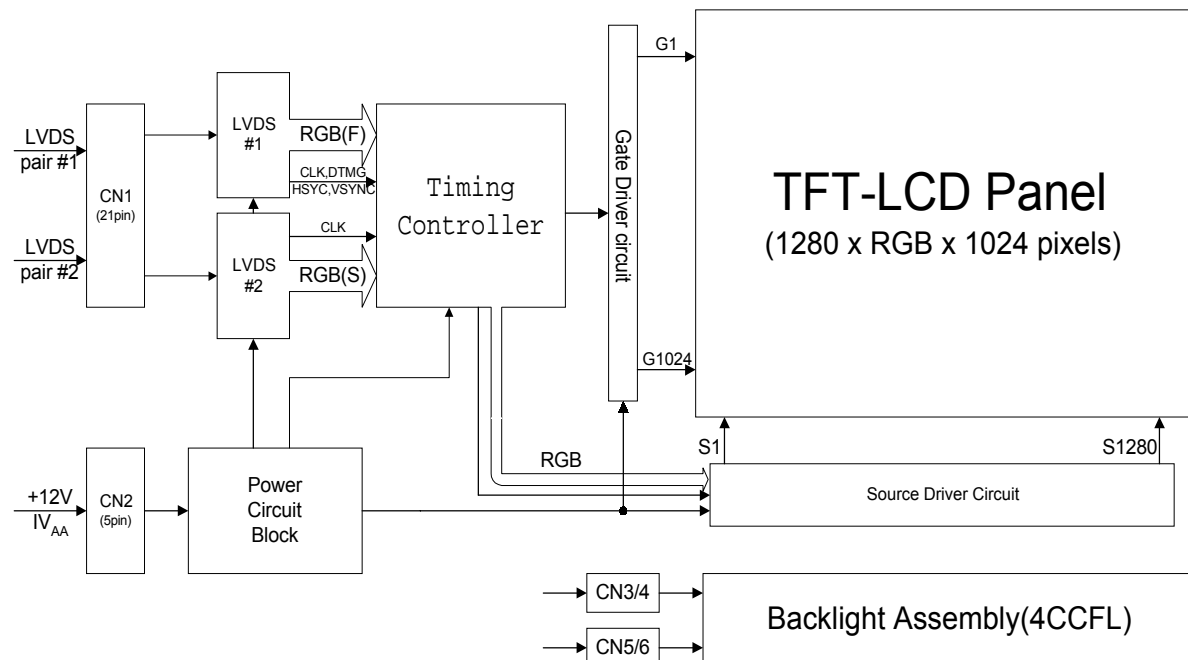 LVDS
pair #1
LVDS
pair #2
CN1
(21pin)
LVDS
#1
LVDS
#2
RGB(F)
CLK,DTMG
HSYC,VSYNC
CLK
RGB(S)
Timing
Controller
Gate Driver circuit
G1
G1024
TFT-LCD Panel
(1280 x RGB x 1024 pixels)
S1
S1280
RGB
Source Driver Circuit
+12V
IVAA
CN2
(5pin)
Power
Circuit
Block
CN3/4
CN5/6
Backlight Assembly(4CCFL)